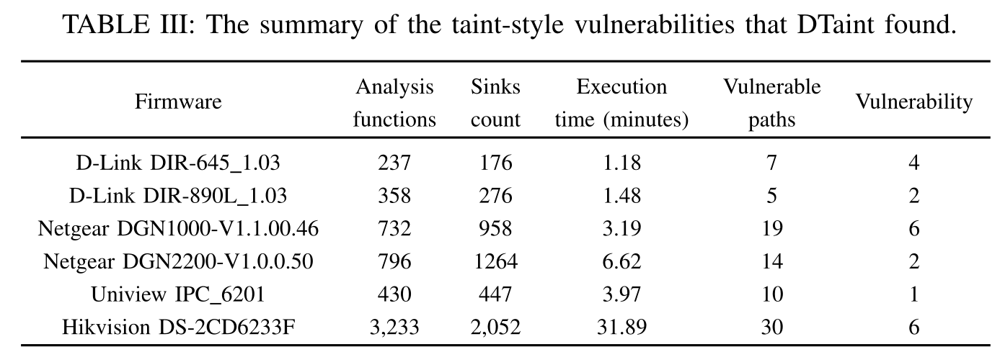 TABLE III: The summary of the taint-style vulnerabilities that DTaint found.
Firmware Analysis functions Sinks count Execution time (minutes) Vulnerable paths Vulnerability
D-Link DIR-645_1.03 237 176 1.18 7 4
D-Link DIR-890L_1.03 358 276 1.48 5 2
Netgear DGN1000-V1.1.00.46 732 958 3.19 19 6
Netgear DGN2200-V1.0.0.50 796 1264 6.62 14 2
Uniview IPC_6201 430 447 3.97 10 1
Hikvision DS-2CD6233F 3,233 2,052 31.89 30 6